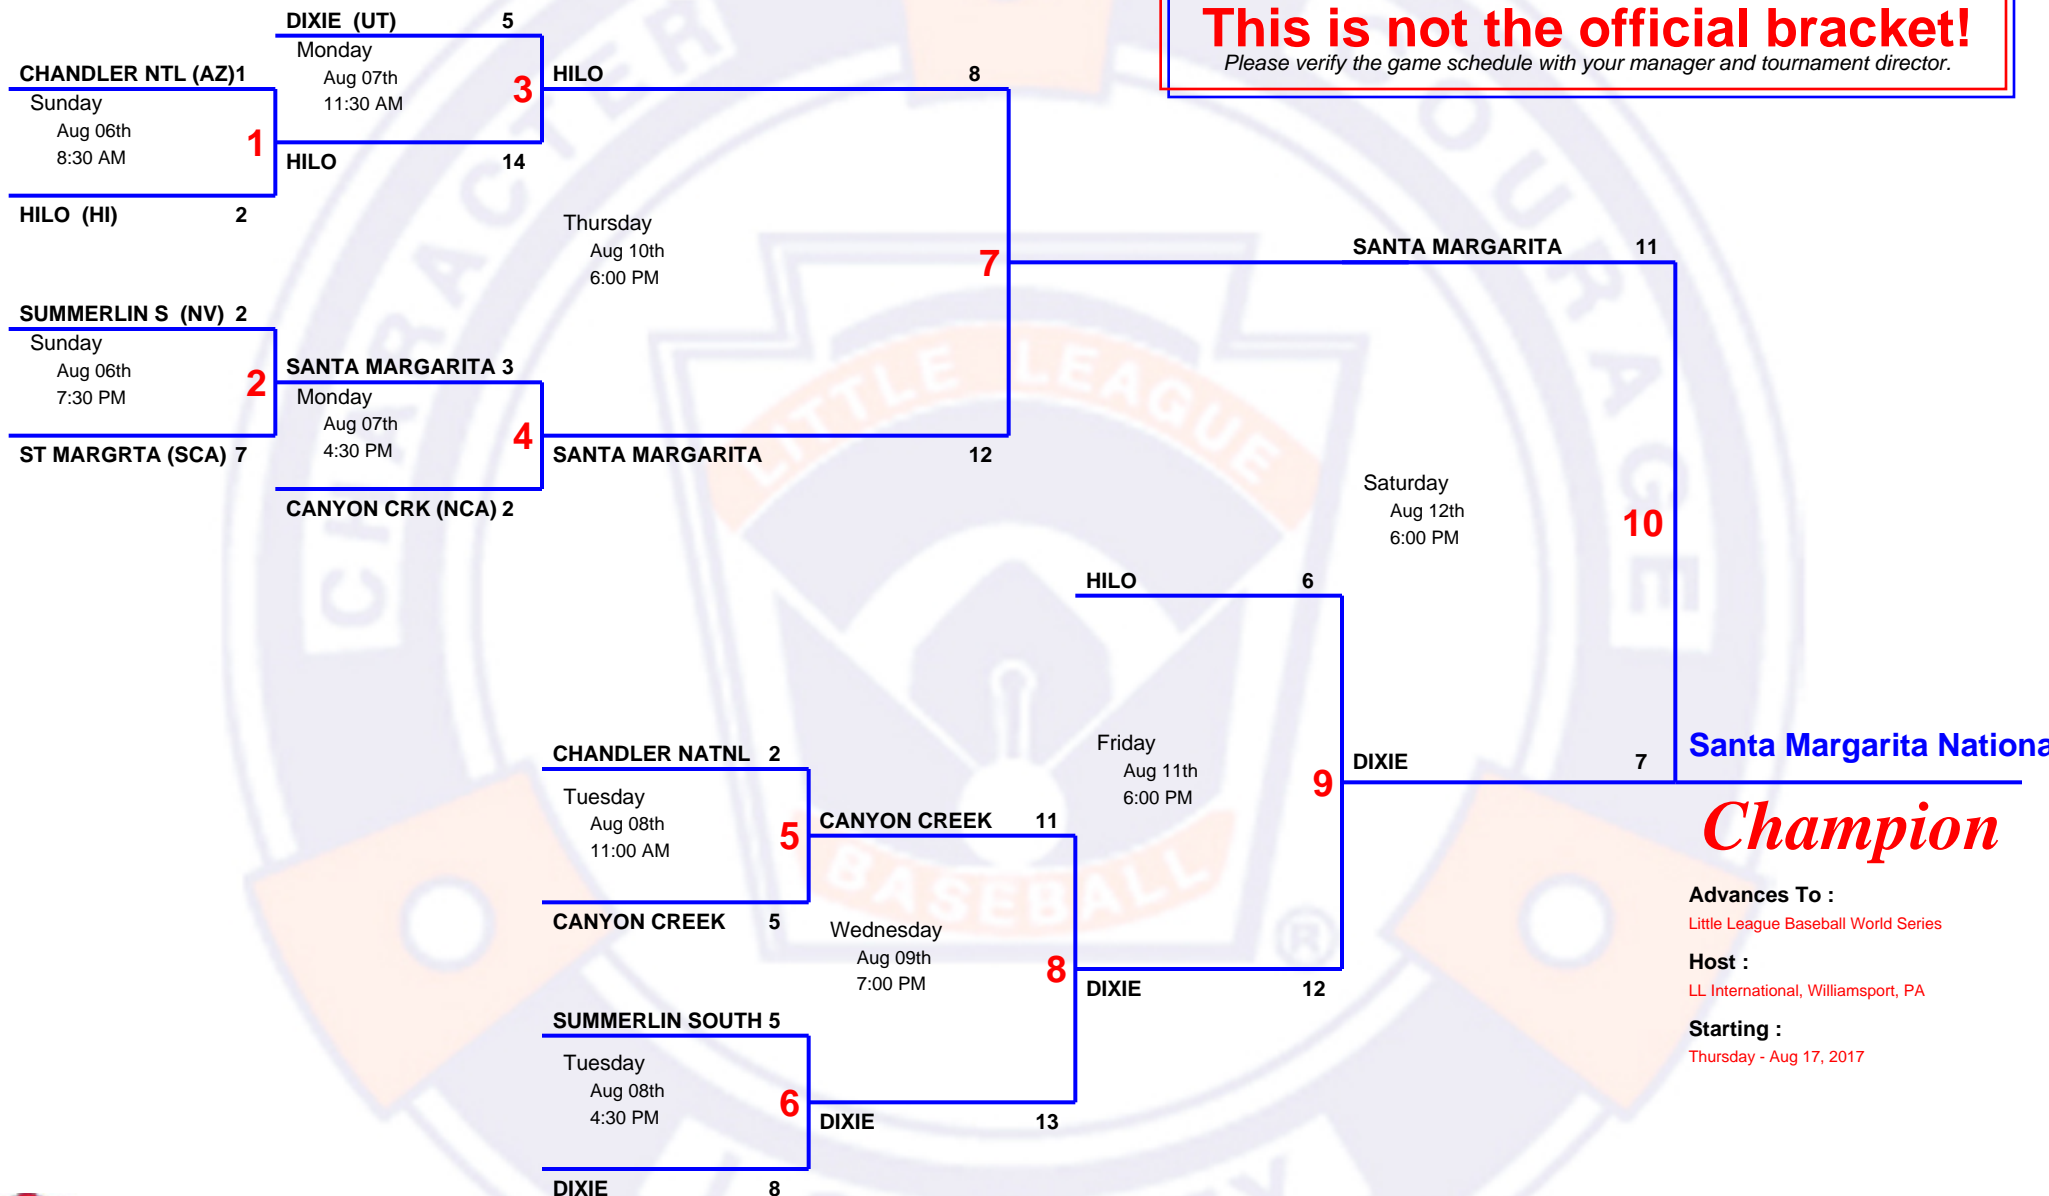 This is not the official bracket!
Please verify the game schedule with your manager and tournament director.
DIXIE (UT) 5
Monday
Aug 07th
11:30 AM
3
HILO 14
CHANDLER NTL (AZ)1
Sunday
Aug 06th
8:30 AM
1
HILO (HI) 2
HILO 8
Thursday
Aug 10th
6:00 PM
7
SANTA MARGARITA 12
SUMMERLIN S (NV) 2
Sunday
Aug 06th
7:30 PM
2
ST MARGRTA (SCA) 7
SANTA MARGARITA 3
Monday
Aug 07th
4:30 PM
4
CANYON CRK (NCA) 2
SANTA MARGARITA 11
Saturday
Aug 12th
6:00 PM
10
DIXIE 7
HILO 6
Friday
Aug 11th
6:00 PM
9
DIXIE 12
CHANDLER NATNL 2
Tuesday
Aug 08th
11:00 AM
5
CANYON CREEK 5
CANYON CREEK 11
Wednesday
Aug 09th
7:00 PM
8
DIXIE 13
SUMMERLIN SOUTH 5
Tuesday
Aug 08th
4:30 PM
6
DIXIE 8
Santa Margarita Nationa
Champion
Advances To :
Little League Baseball World Series
Host :
LL International, Williamsport, PA
Starting :
Thursday - Aug 17, 2017
CHARACTER
COURAGE
LITTLE LEAGUE
BASEBALL
®